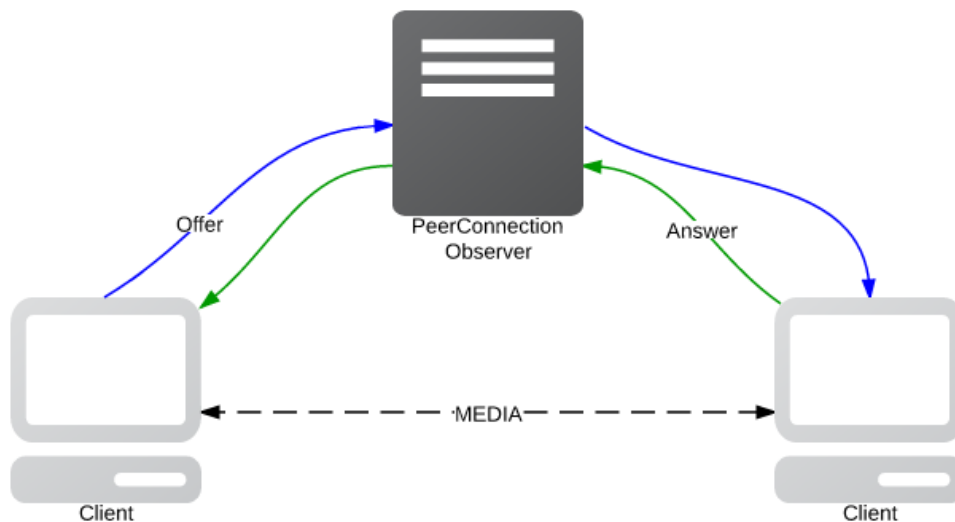 Offer
PeerConnection
Observer
Answer
MEDIA
Client
Client